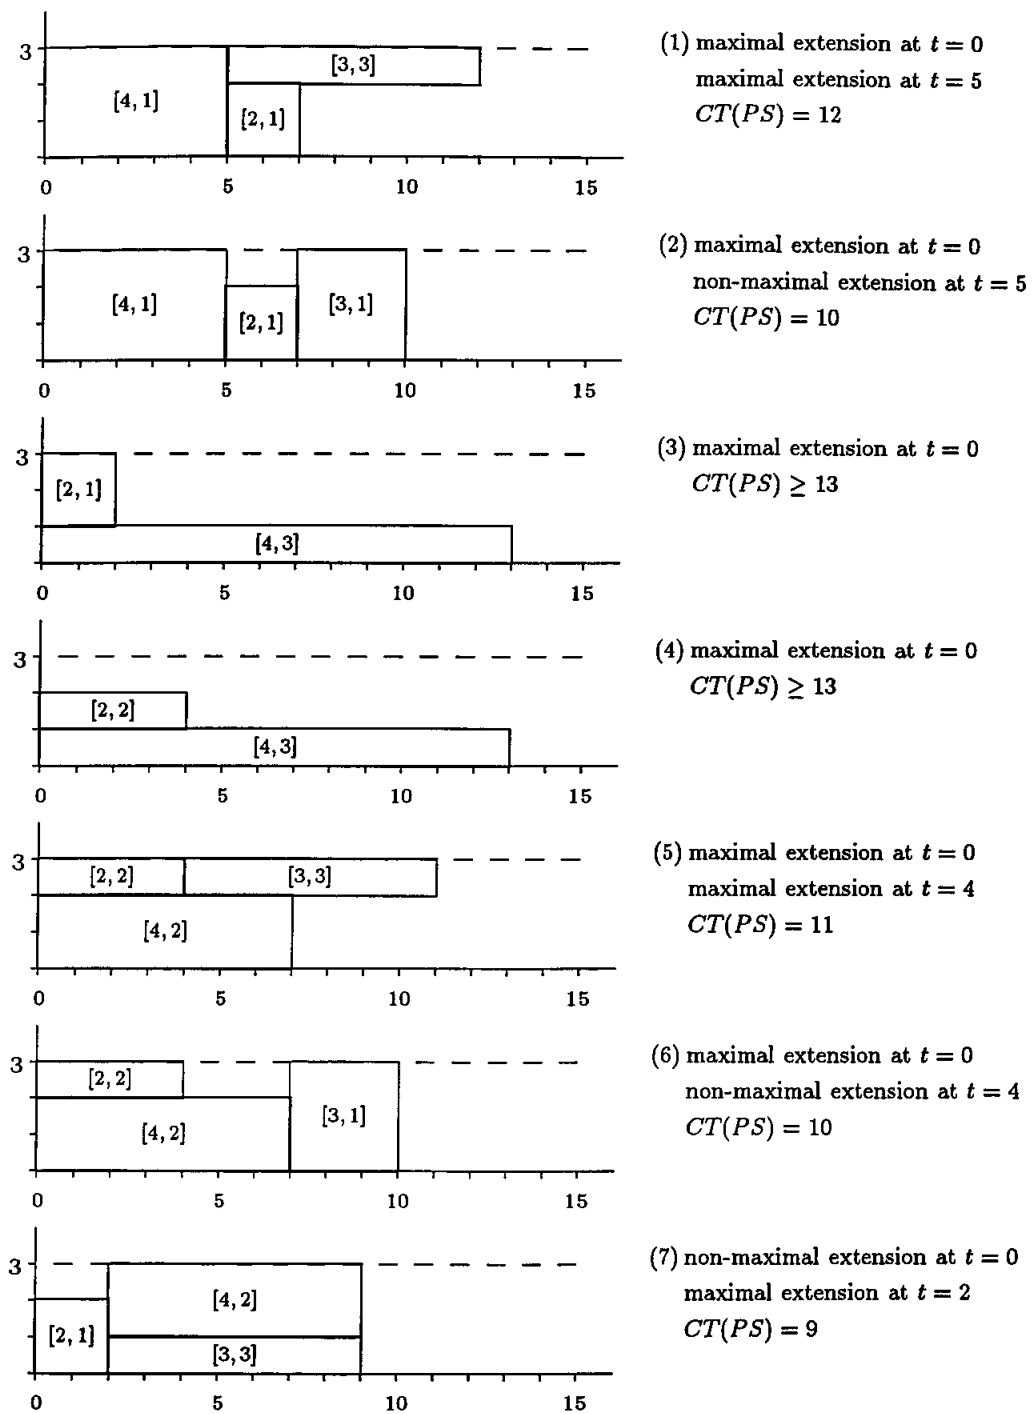 3
[4, 1]
[3, 3]
[2, 1]
0 5 10 15
(1) maximal extension at t = 0
maximal extension at t = 5
CT(PS) = 12
3
[4, 1]
[2, 1]
[3, 1]
0 5 10 15
(2) maximal extension at t = 0
non-maximal extension at t = 5
CT(PS) = 10
3
[2, 1]
[4, 3]
0 5 10 15
(3) maximal extension at t = 0
CT(PS) ≥ 13
3
[2, 2]
[4, 3]
0 5 10 15
(4) maximal extension at t = 0
CT(PS) ≥ 13
3
[2, 2]
[3, 3]
[4, 2]
0 5 10 15
(5) maximal extension at t = 0
maximal extension at t = 4
CT(PS) = 11
3
[2, 2]
[4, 2]
[3, 1]
0 5 10 15
(6) maximal extension at t = 0
non-maximal extension at t = 4
CT(PS) = 10
3
[4, 2]
[2, 1]
[3, 3]
0 5 10 15
(7) non-maximal extension at t = 0
maximal extension at t = 2
CT(PS) = 9